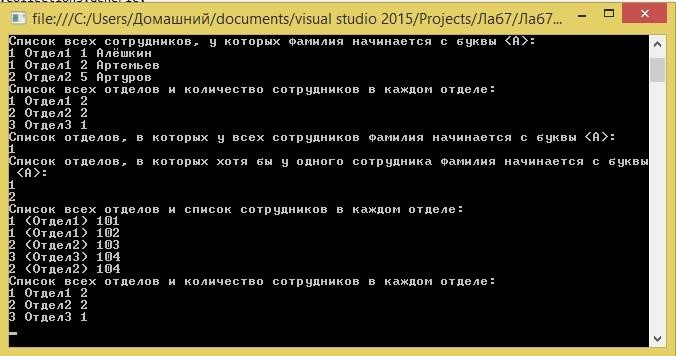 file:///C:/Users/Домашний/documents/visual studio 2015/Projects/Лаб7/Лаб7...
Список всех сотрудников, у которых фамилия начинается с буквы <А>:
1 Отдел1 1 Алёшкин
1 Отдел1 2 Артемьев
2 Отдел2 5 Артуров
Список всех отделов и количество сотрудников в каждом отделе:
1 Отдел1 2
2 Отдел2 2
3 Отдел3 1
Список отделов, в которых у всех сотрудников фамилия начинается с буквы <А>:
1
Список отделов, в которых хотя бы у одного сотрудника фамилия начинается с буквы
<А>:
1
2
Список всех отделов и список сотрудников в каждом отделе:
1 (Отдел1) 101
1 (Отдел1) 102
2 (Отдел2) 103
3 (Отдел3) 104
2 (Отдел2) 104
Список всех отделов и количество сотрудников в каждом отделе:
1 Отдел1 2
2 Отдел2 2
3 Отдел3 1